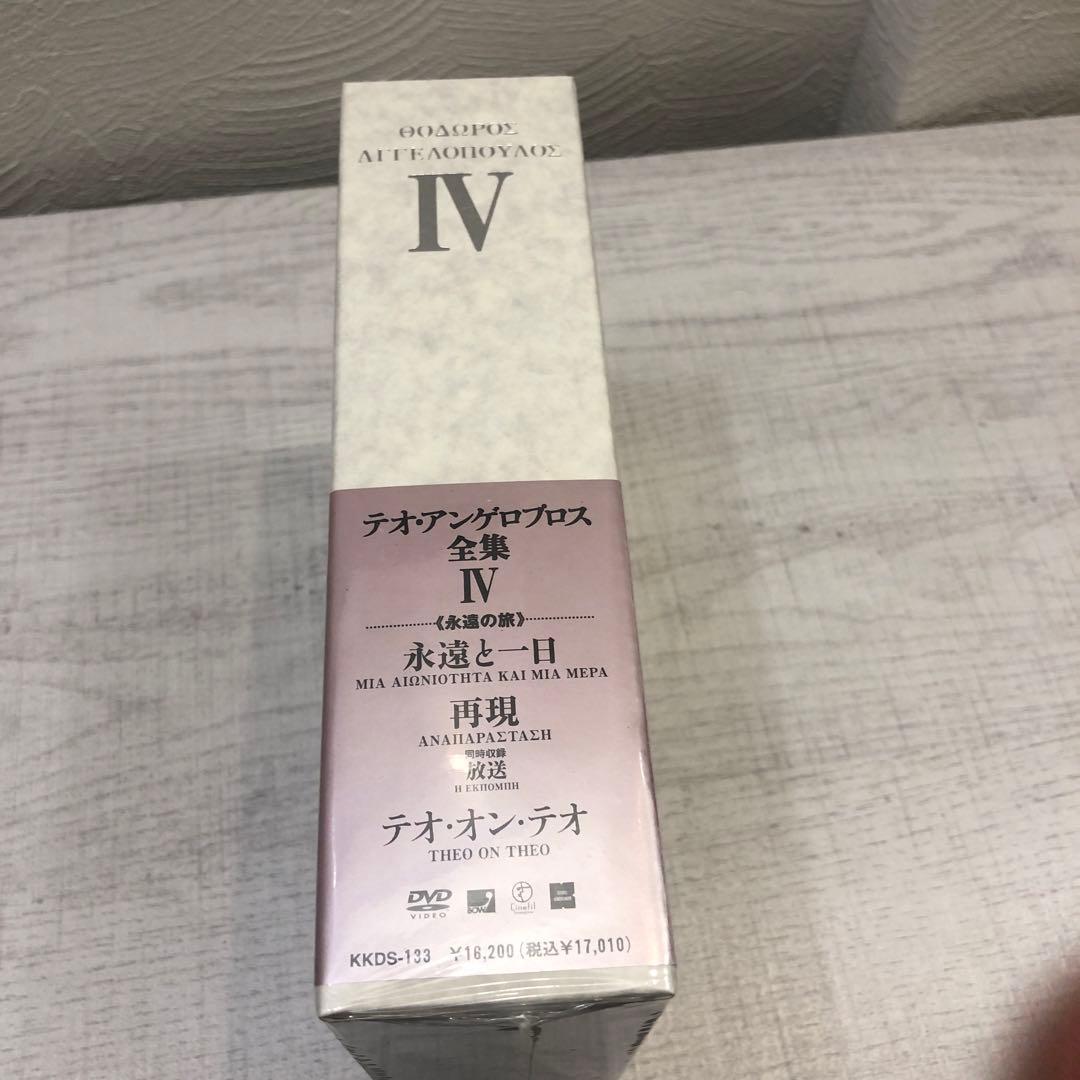 ΘΟΔΩΡΟΣ
ΑΓΓΕΛΟΠΟΥΛΟΣ
IV
テオ・アンゲロプロス
全集
IV
《永遠の旅》
永遠と一日
ΜΙΑ ΑΙΩΝΙΟΤΗΤΑ ΚΑΙ ΜΙΑ ΜΕΡΑ
再現
ΑΝΑΠΑΡΑΣΤΑΣΗ
同時収録
放送
Η ΕΚΠΟΜΠΗ
テオ・オン・テオ
THEO ON THEO
DVD
VIDEO
Cinefil
KKDS-133 ¥16,200(税込¥17,010)